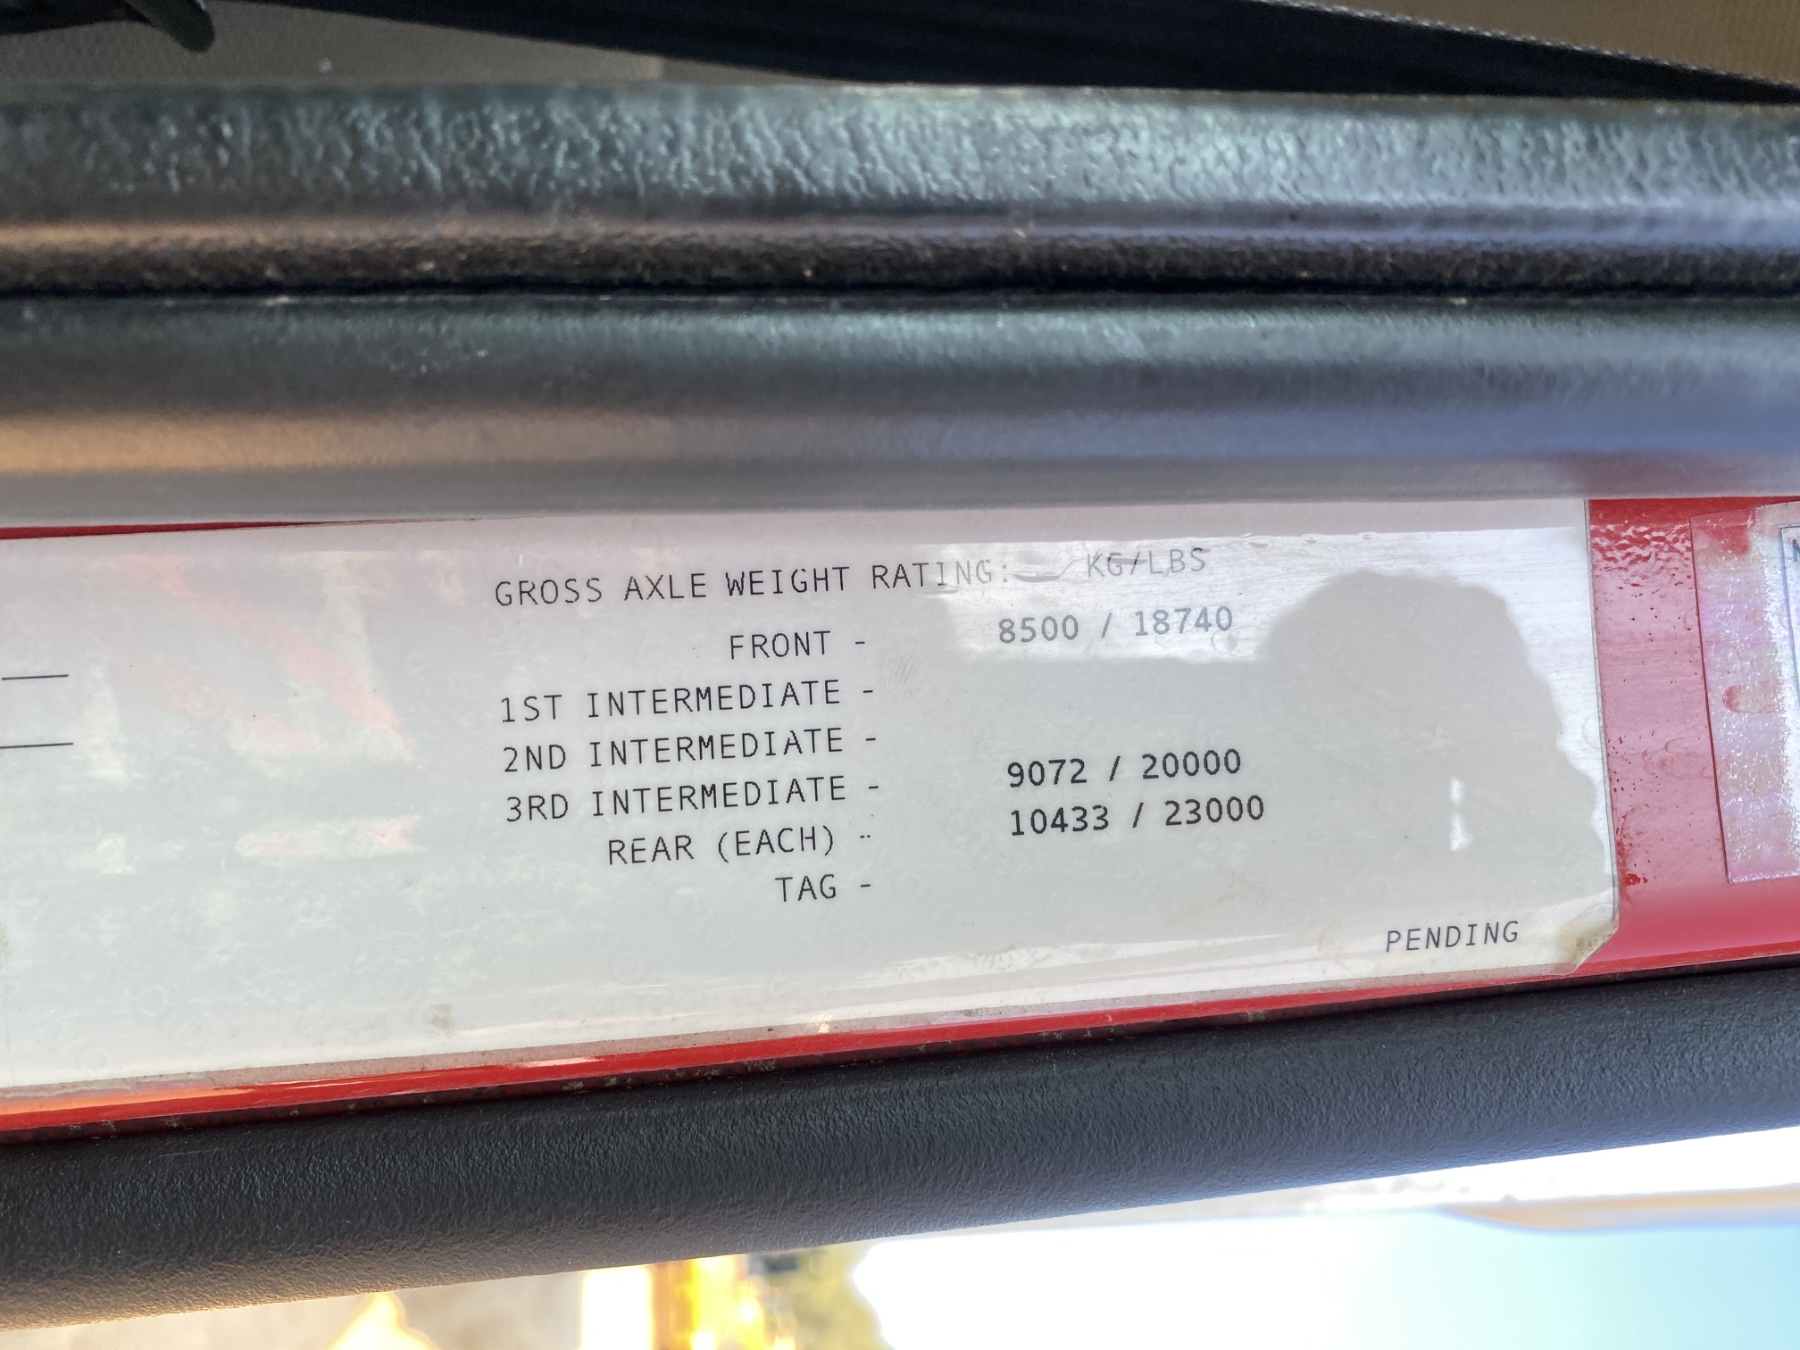 GROSS AXLE WEIGHT RATING: KG/LBS
FRONT - 8500 / 18740
1ST INTERMEDIATE -
2ND INTERMEDIATE -
3RD INTERMEDIATE - 9072 / 20000
REAR (EACH) - 10433 / 23000
TAG -
PENDING